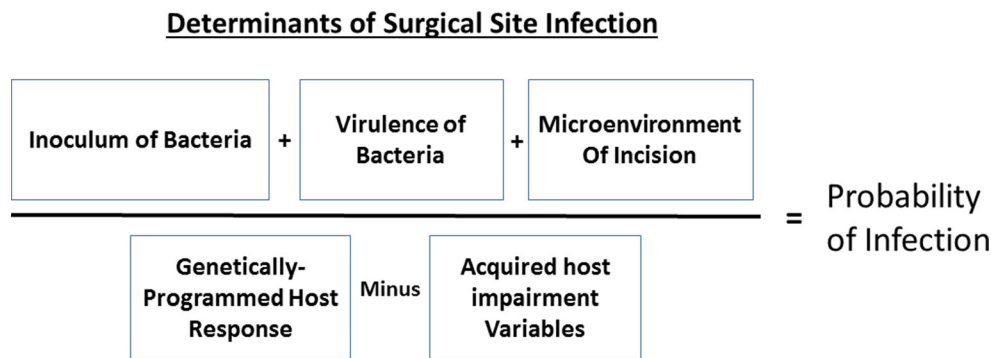 Determinants of Surgical Site Infection
Inoculum of Bacteria
+
Virulence of
Bacteria
+
Microenvironment
Of Incision
=
Probability
of Infection
Genetically-
Programmed Host
Response
Minus
Acquired host
impairment
Variables